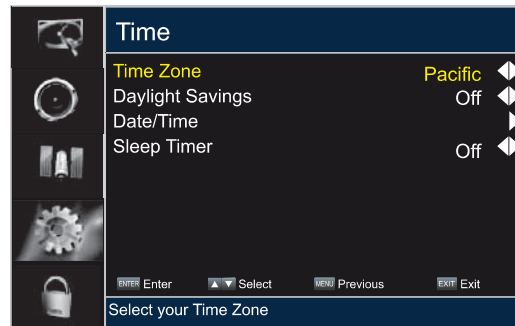 Time
Time Zone Pacific
Daylight Savings Off
Date/Time
Sleep Timer Off
ENTER Enter ▲ ▼ Select MENU Previous EXIT Exit
Select your Time Zone